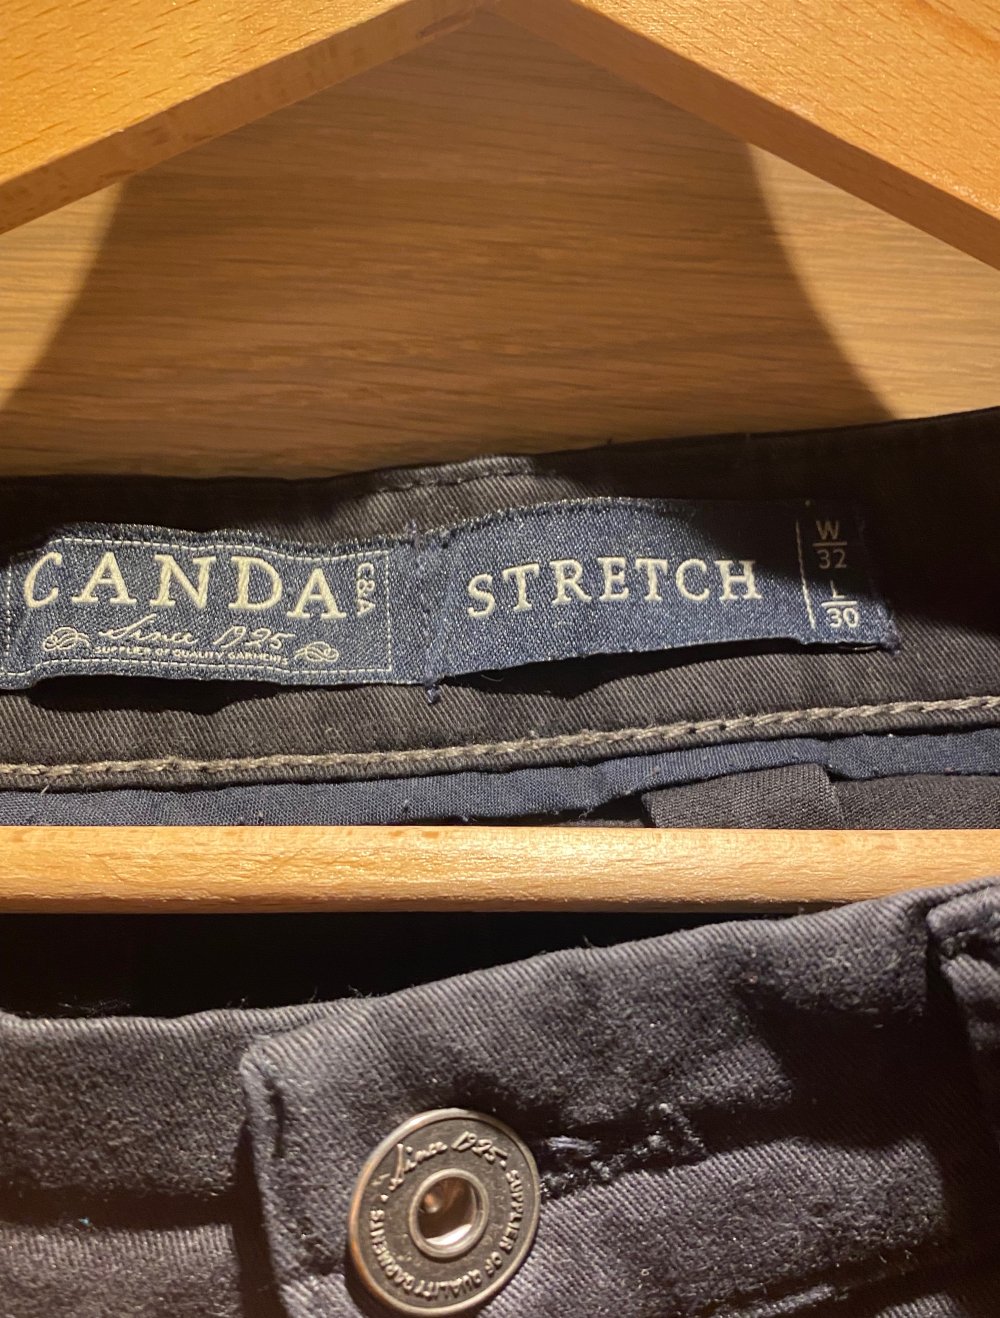 CANDA
C&A
Since 1925
SUPPLIER OF QUALITY GARMENTS
STRETCH
W
32
L
30
Since 1925 · SUPPLIER OF QUALITY GARMENTS ·